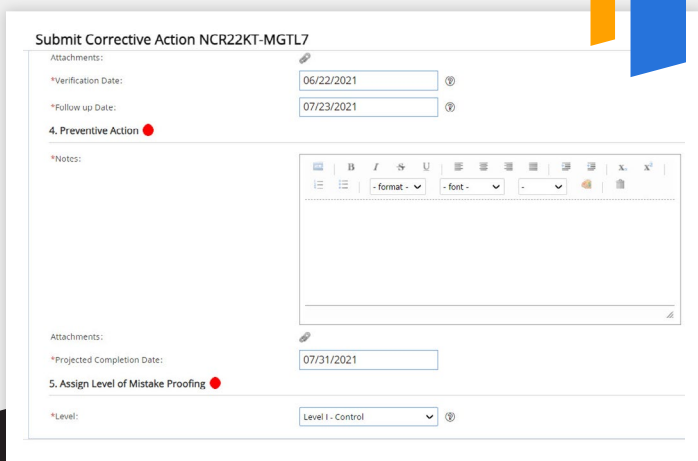 Submit Corrective Action NCR22KT-MGTL7
Attachments:
*Verification Date: 06/22/2021
*Follow up Date: 07/23/2021
4. Preventive Action
*Notes:
B I S U x. x²
- format - - font - -
Attachments:
*Projected Completion Date: 07/31/2021
5. Assign Level of Mistake Proofing
*Level: Level I - Control